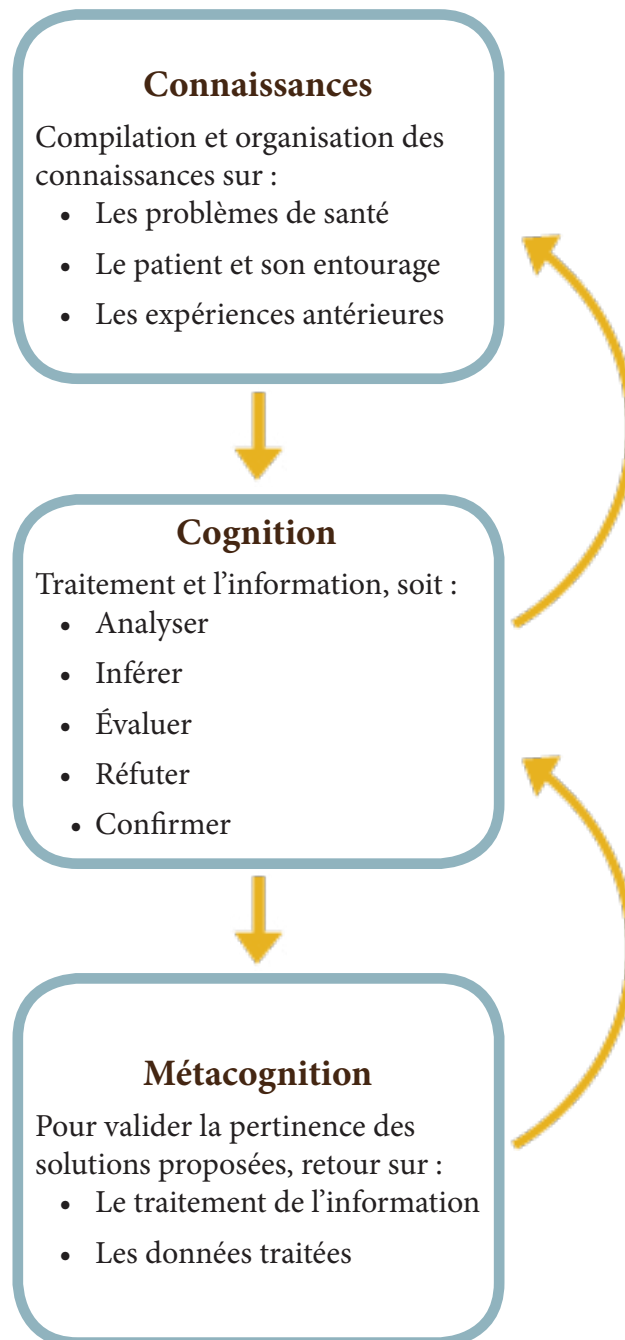 Connaissances
Compilation et organisation des
connaissances sur :
• Les problèmes de santé
• Le patient et son entourage
• Les expériences antérieures
Cognition
Traitement et l’information, soit :
• Analyser
• Inférer
• Évaluer
• Réfuter
• Confirmer
Métacognition
Pour valider la pertinence des
solutions proposées, retour sur :
• Le traitement de l’information
• Les données traitées